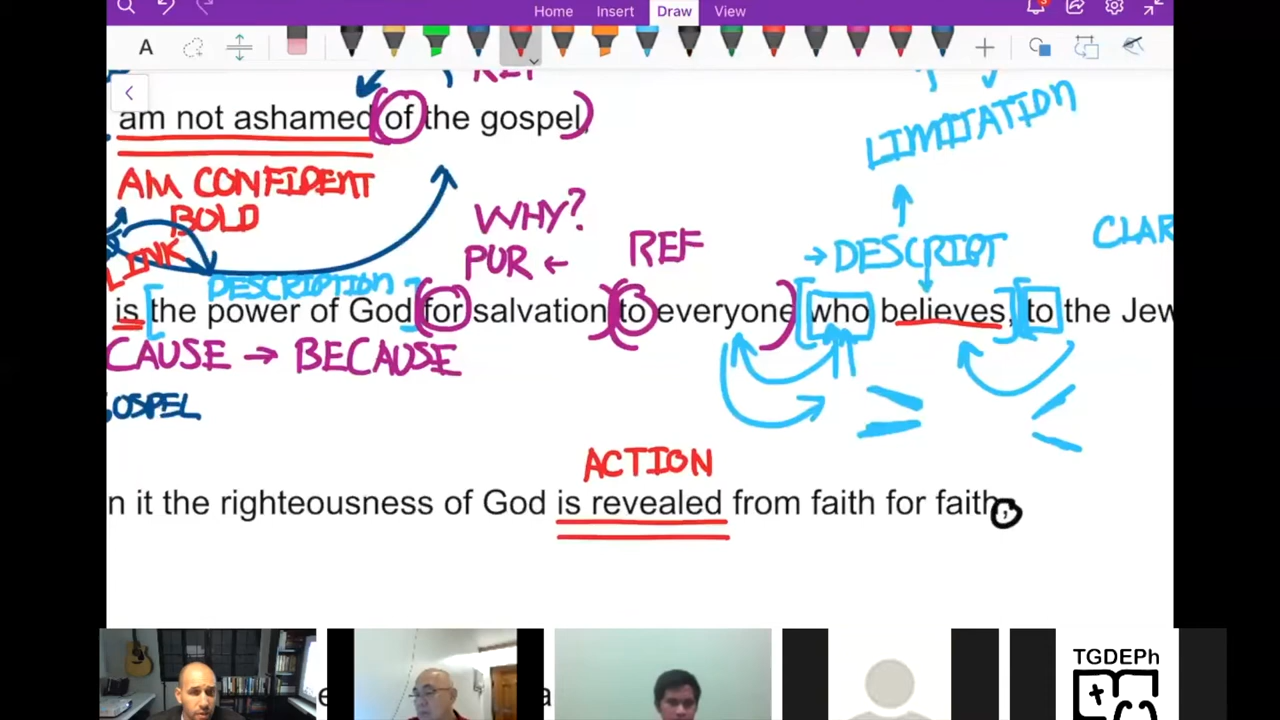 Home Insert Draw View
A
am not ashamed of the gospel,
LIMITATION
AM CONFIDENT
BOLD
WHY?
PUR ←
REF
→ DESCRIPT
LINK
DESCRIPTION
is the power of God for salvation to everyone who believes, to the Jew
CAUSE → BECAUSE
ACTION
n it the righteousness of God is revealed from faith for faith,
TGDEPh